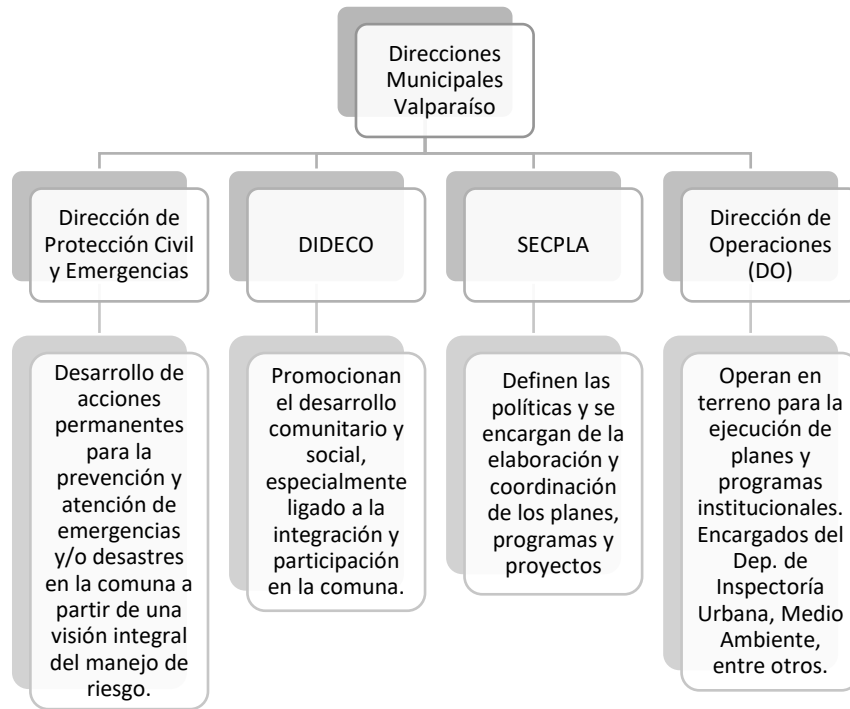 Direcciones
Municipales
Valparaíso
Dirección de
Protección Civil
y Emergencias
DIDECO
SECPLA
Dirección de
Operaciones
(DO)
Desarrollo de
acciones
permanentes
para la
prevención y
atención de
emergencias
y/o desastres
en la comuna a
partir de una
visión integral
del manejo de
riesgo.
Promocionan
el desarrollo
comunitario y
social,
especialmente
ligado a la
integración y
participación
en la comuna.
Definen las
políticas y se
encargan de la
elaboración y
coordinación
de los planes,
programas y
proyectos
Operan en
terreno para la
ejecución de
planes y
programas
institucionales.
Encargados del
Dep. de
Inspectoría
Urbana, Medio
Ambiente,
entre otros.